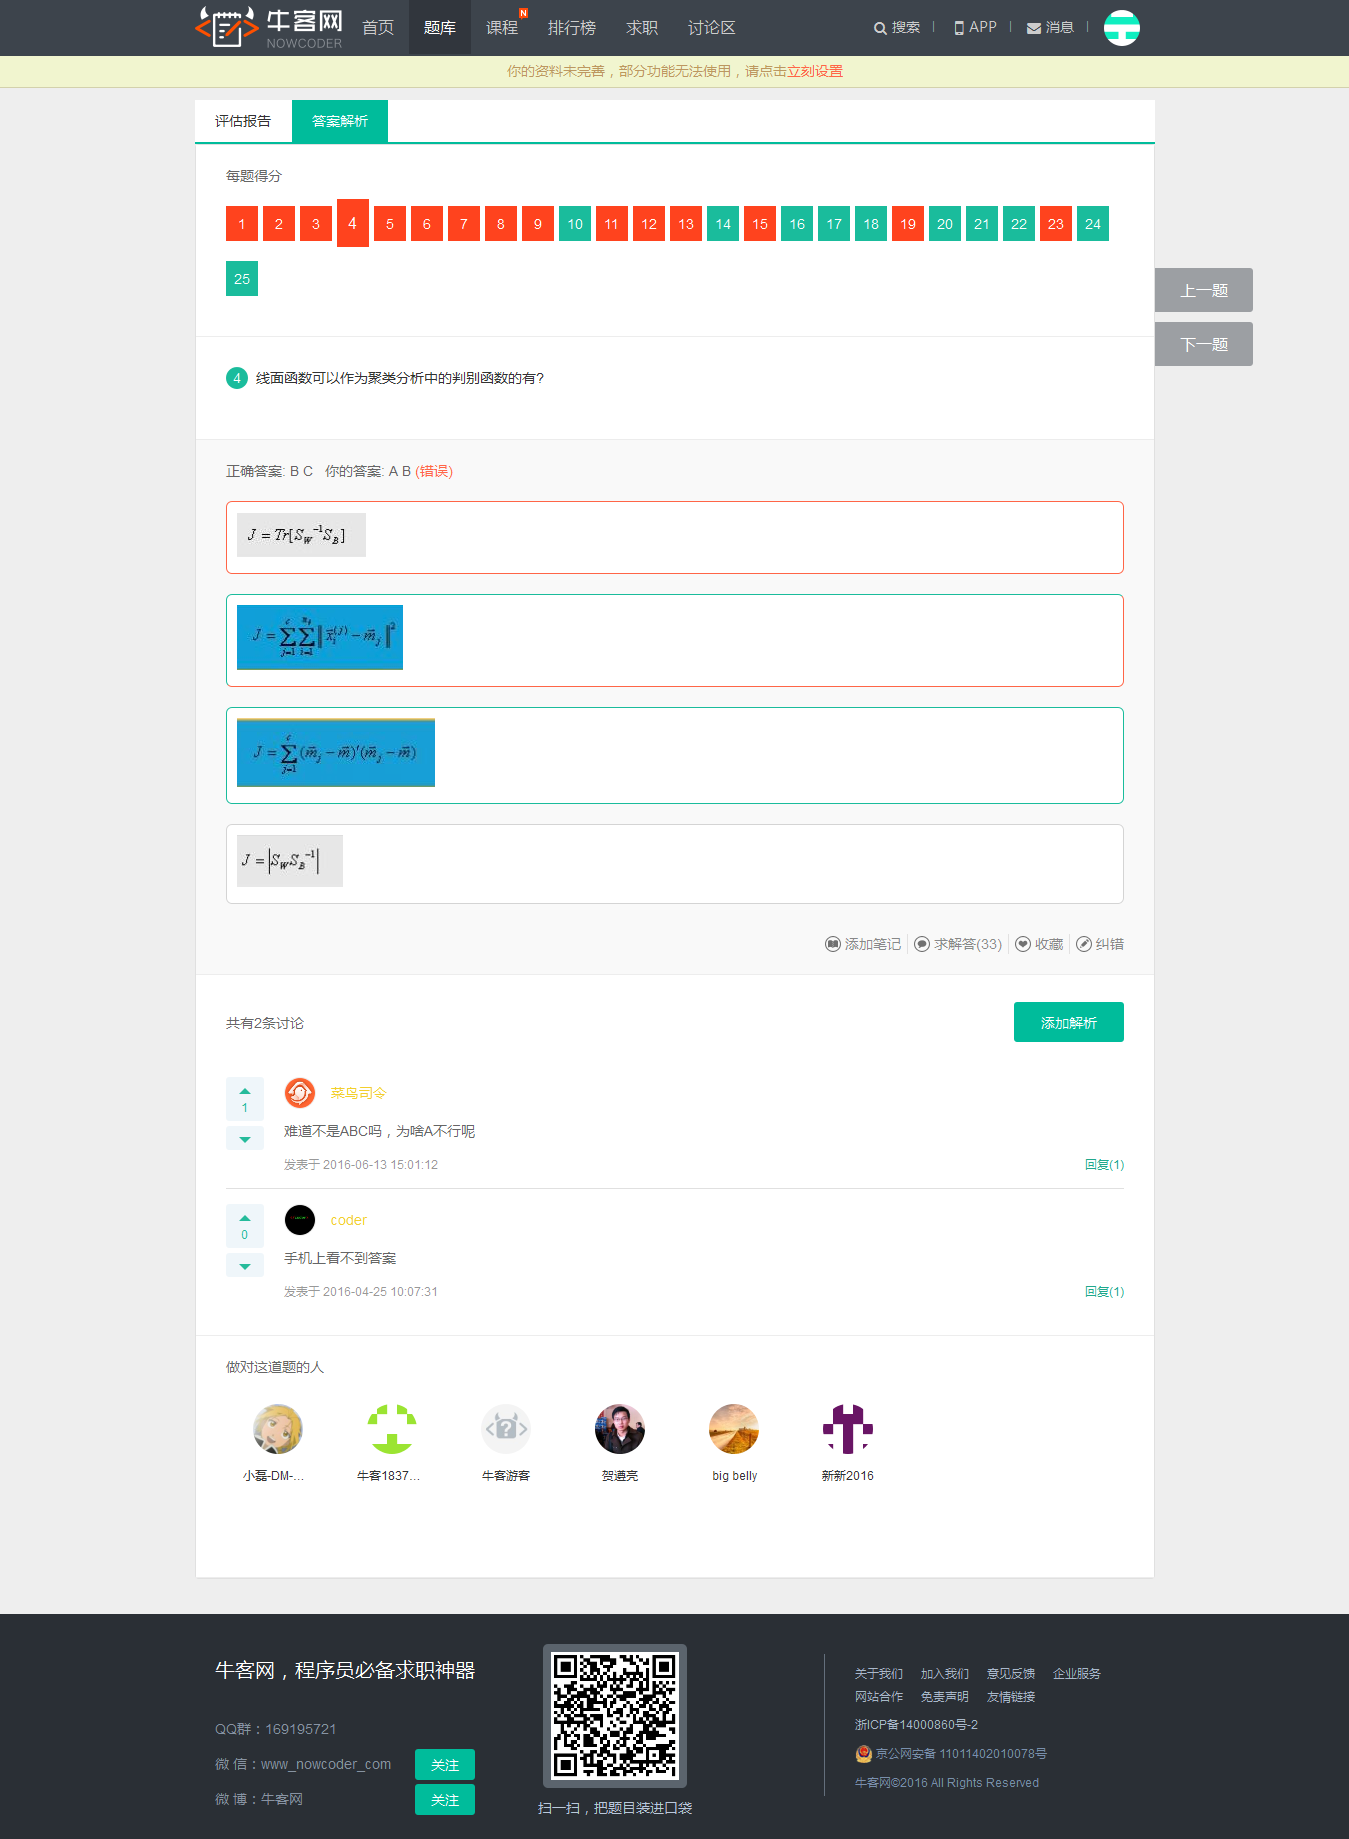 牛客网
NOWCODER
首页 题库 课程 N 排行榜 求职 讨论区 搜索 APP 消息
你的资料未完善，部分功能无法使用，请点击立刻设置
评估报告 答案解析
每题得分
1 2 3 4 5 6 7 8 9 10 11 12 13 14 15 16 17 18 19 20 21 22 23 24
25
上一题
下一题
4 线面函数可以作为聚类分析中的判别函数的有?
正确答案: B C 你的答案: A B (错误)
J = Tr[S_W^{-1}S_B]
J = \sum_{j=1}^{c}\sum_{i=1}^{n_j}\|\vec{x}_i^{(j)} - \vec{m}_j\|^2
J = \sum_{j=1}^{c}(\vec{m}_j - \vec{m})'(\vec{m}_j - \vec{m})
J = |S_W S_B^{-1}|
添加笔记 求解答(33) 收藏 纠错
共有2条讨论 添加解析
1 菜鸟司令
难道不是ABC吗，为啥A不行呢
发表于 2016-06-13 15:01:12 回复(1)
0 coder
手机上看不到答案
发表于 2016-04-25 10:07:31 回复(1)
做对这道题的人
小磊-DM-... 牛客1837... 牛客游客 贺遵亮 big belly 新新2016
牛客网，程序员必备求职神器
QQ群：169195721
微 信：www_nowcoder_com 关注
微 博：牛客网 关注
扫一扫，把题目装进口袋
关于我们 加入我们 意见反馈 企业服务
网站合作 免责声明 友情链接
浙ICP备14000860号-2
京公网安备 11011402010078号
牛客网©2016 All Rights Reserved